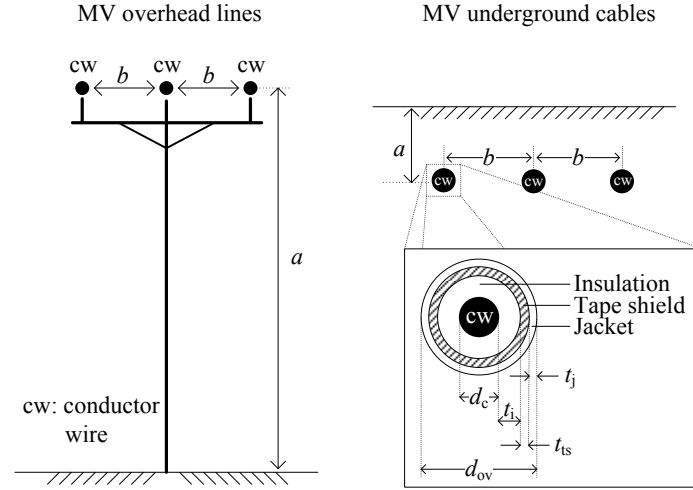 MV overhead lines
cw cw cw
b b
a
cw: conductor
wire
MV underground cables
a
b b
cw cw cw
Insulation
Tape shield
Jacket
cw
tj
dc ti
tts
dov